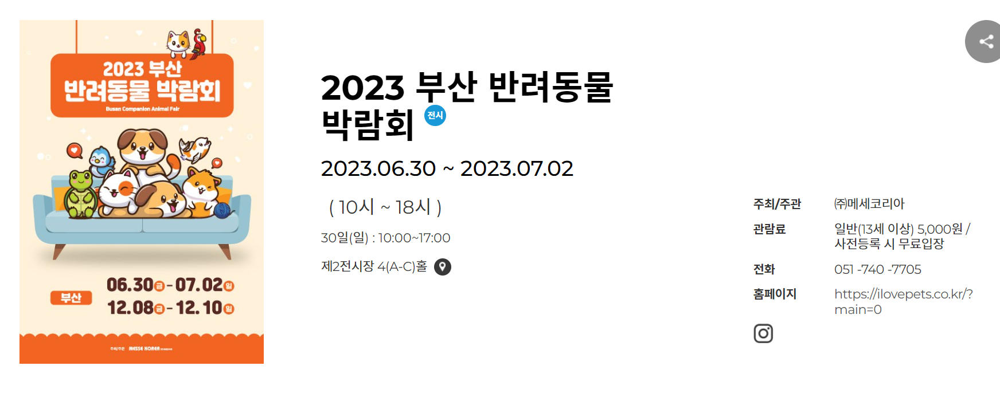 2023 부산
반려동물 박람회
Busan Companion Animal Fair
부산
06.30금-07.02일
12.08금-12.10일
주최/주관 MESSE KOREA
2023 부산 반려동물
박람회 전시
2023.06.30 ~ 2023.07.02
( 10시 ~ 18시 )
30일(일) : 10:00~17:00
제2전시장 4(A-C)홀
주최/주관 ㈜메세코리아
관람료 일반(13세 이상) 5,000원 /
사전등록 시 무료입장
전화 051 -740 -7705
홈페이지 https://ilovepets.co.kr/?
main=0